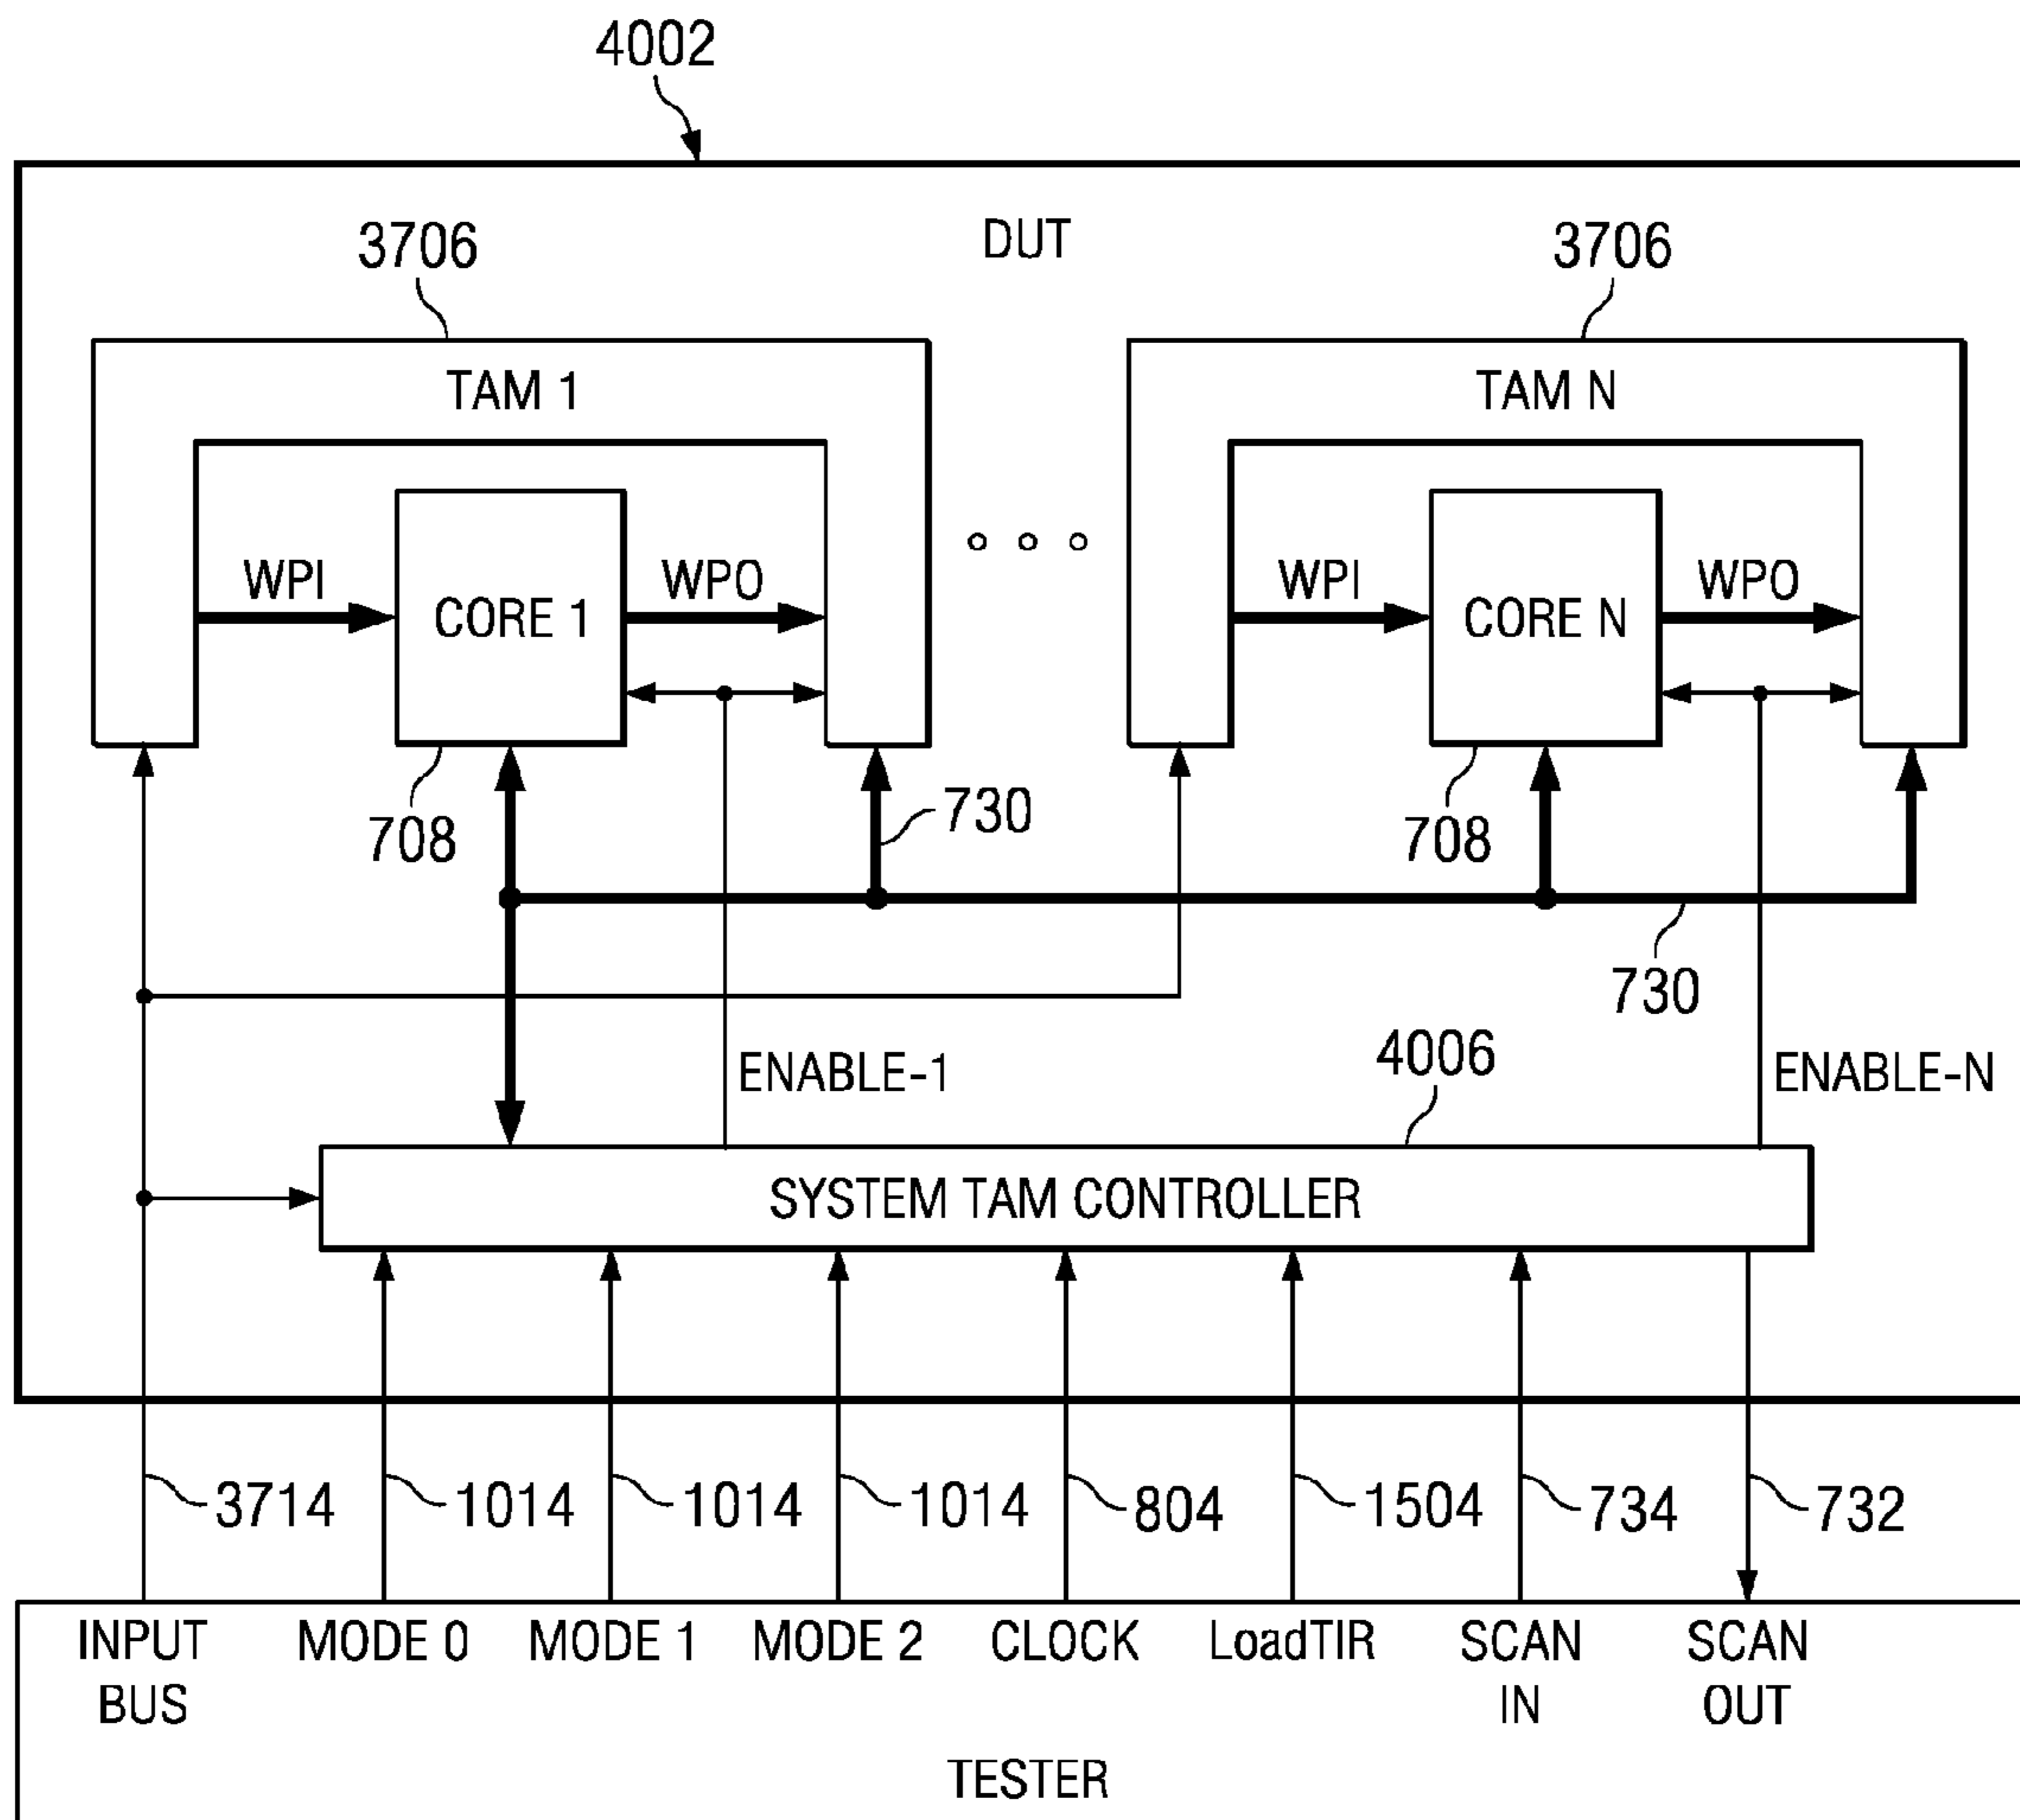 4002
DUT
3706
3706
TAM 1
TAM N
WPI
CORE 1
WPO
WPI
CORE N
WPO
708
730
708
730
ENABLE-1
4006
ENABLE-N
SYSTEM TAM CONTROLLER
3714
1014
1014
1014
804
1504
734
732
INPUT BUS
MODE 0
MODE 1
MODE 2
CLOCK
LoadTIR
SCAN IN
SCAN OUT
TESTER